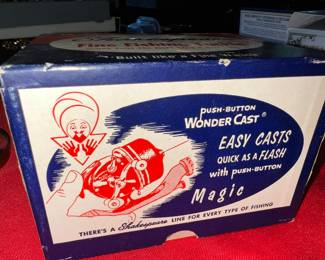 Fine Fishing
Built like a Fine
PUSH-BUTTON
WONDER CAST®
EASY CASTS
QUICK AS A FLASH
with PUSH-BUTTON
Magic
THERE'S A Shakespeare LINE FOR EVERY TYPE OF FISHING